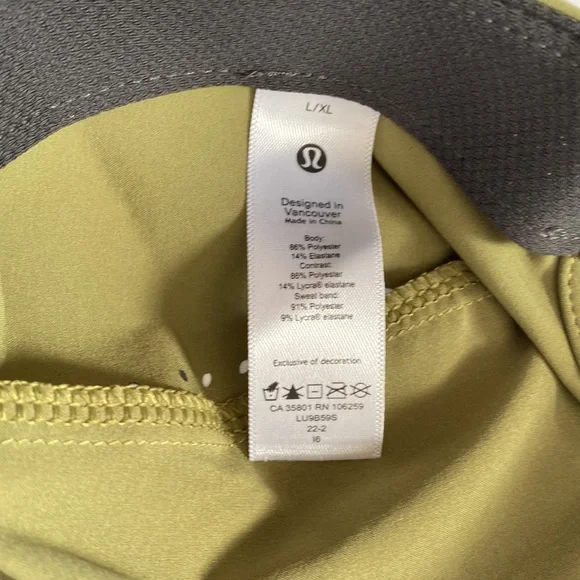 L/XL
Designed in
Vancouver
Made in China
Body:
86% Polyester
14% Elastane
Contrast:
86% Polyester
14% Lycra® elastane
Sweat band:
91% Polyester
9% Lycra® elastane
Exclusive of decoration
CA 35801 RN 106259
LU9B59S
22-2
I6